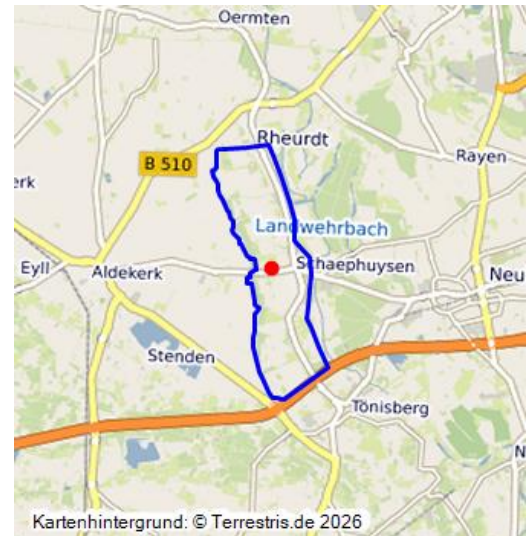 Oermten
Rheurdt
B 510
Rayen
erk
Landwehrbach
Eyll
Aldekerk
Schaephuysen
Neu
Stenden
Tönisberg
N
Kartenhintergrund: © Terrestris.de 2026